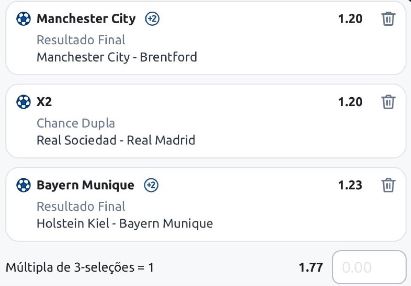 Manchester City +2 1.20
Resultado Final
Manchester City - Brentford
X2 1.20
Chance Dupla
Real Sociedad - Real Madrid
Bayern Munique +2 1.23
Resultado Final
Holstein Kiel - Bayern Munique
Múltipla de 3-seleções = 1 1.77 0.00